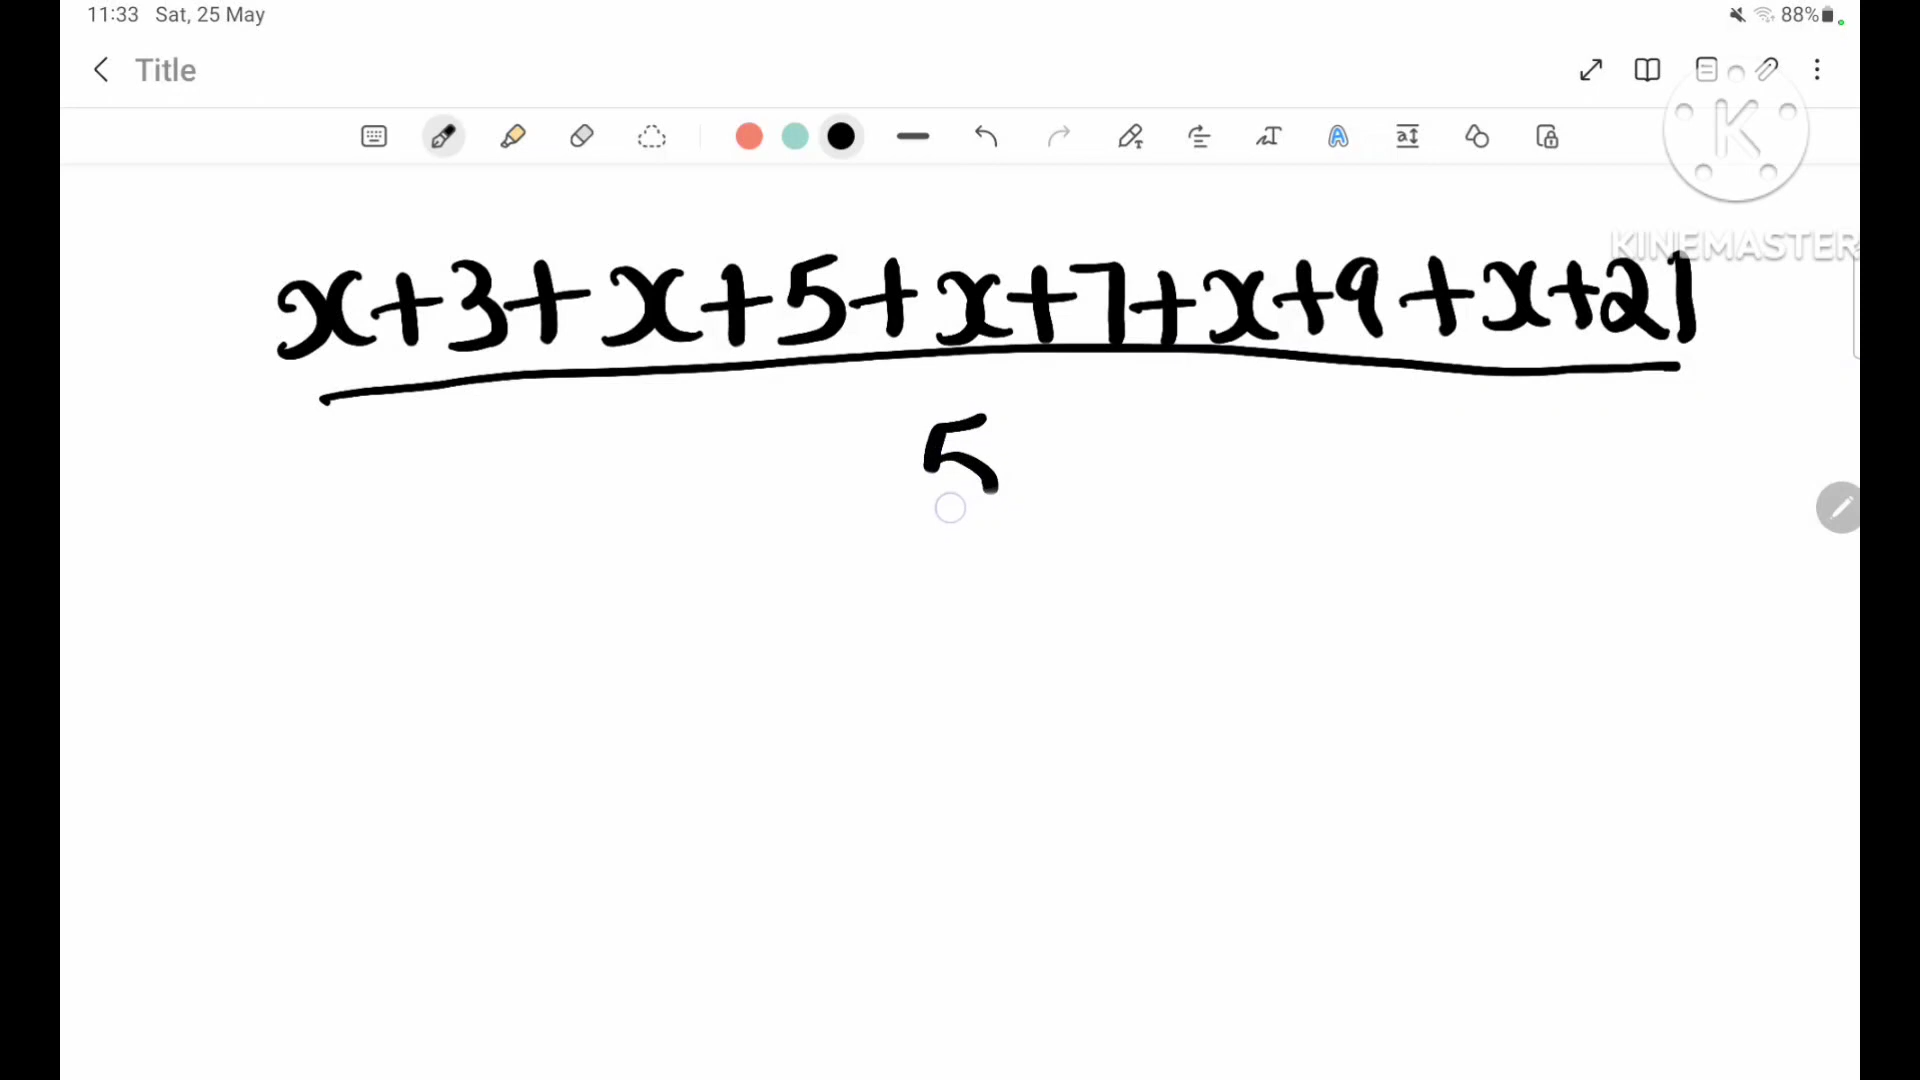 11:33 Sat, 25 May
88%
Title
K
KINEMASTER
x+3+x+5+x+7+x+9+x+21
5